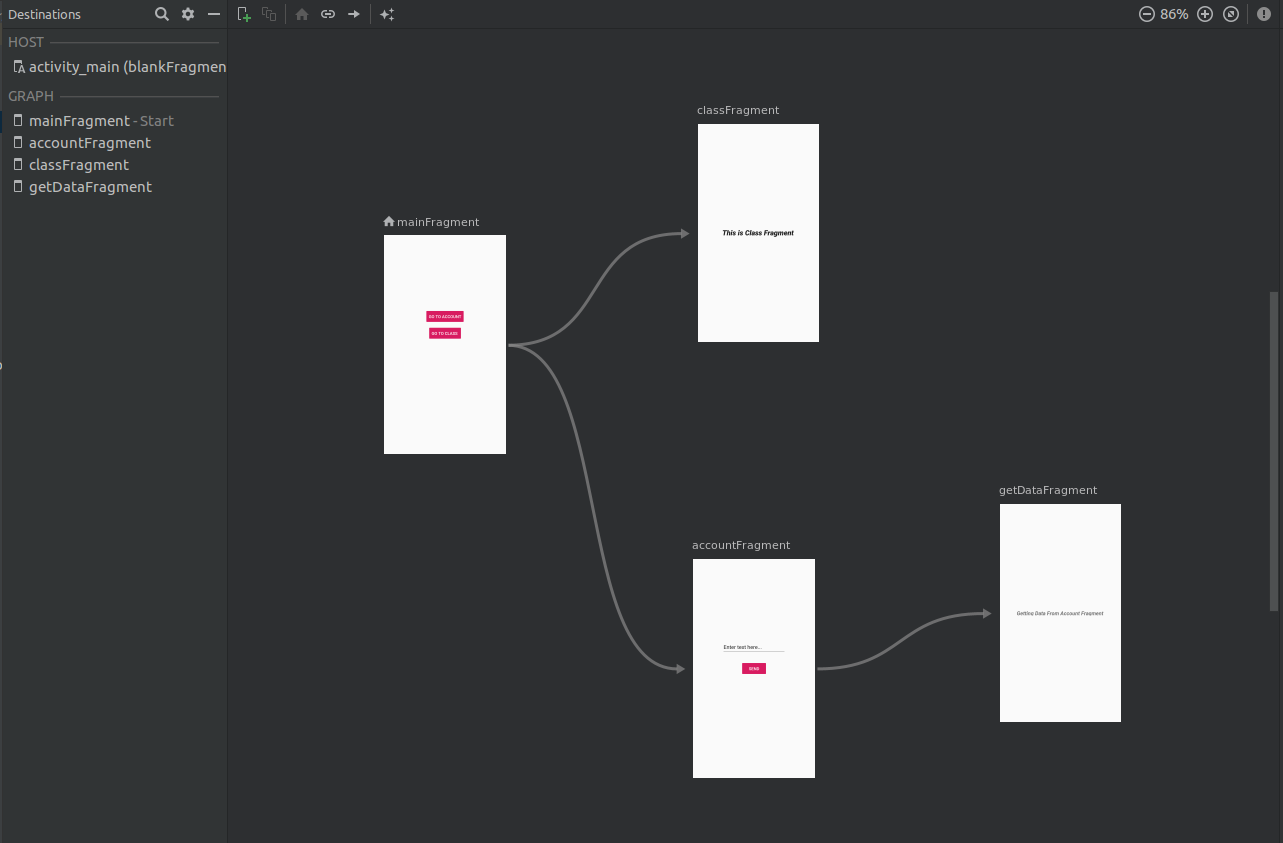 Destinations
86%
HOST
activity_main (blankFragmen
GRAPH
mainFragment - Start
accountFragment
classFragment
getDataFragment
classFragment
This is Class Fragment
mainFragment
GO TO ACCOUNT
GO TO CLASS
accountFragment
Enter text here...
SEND
getDataFragment
Getting Data From Account Fragment